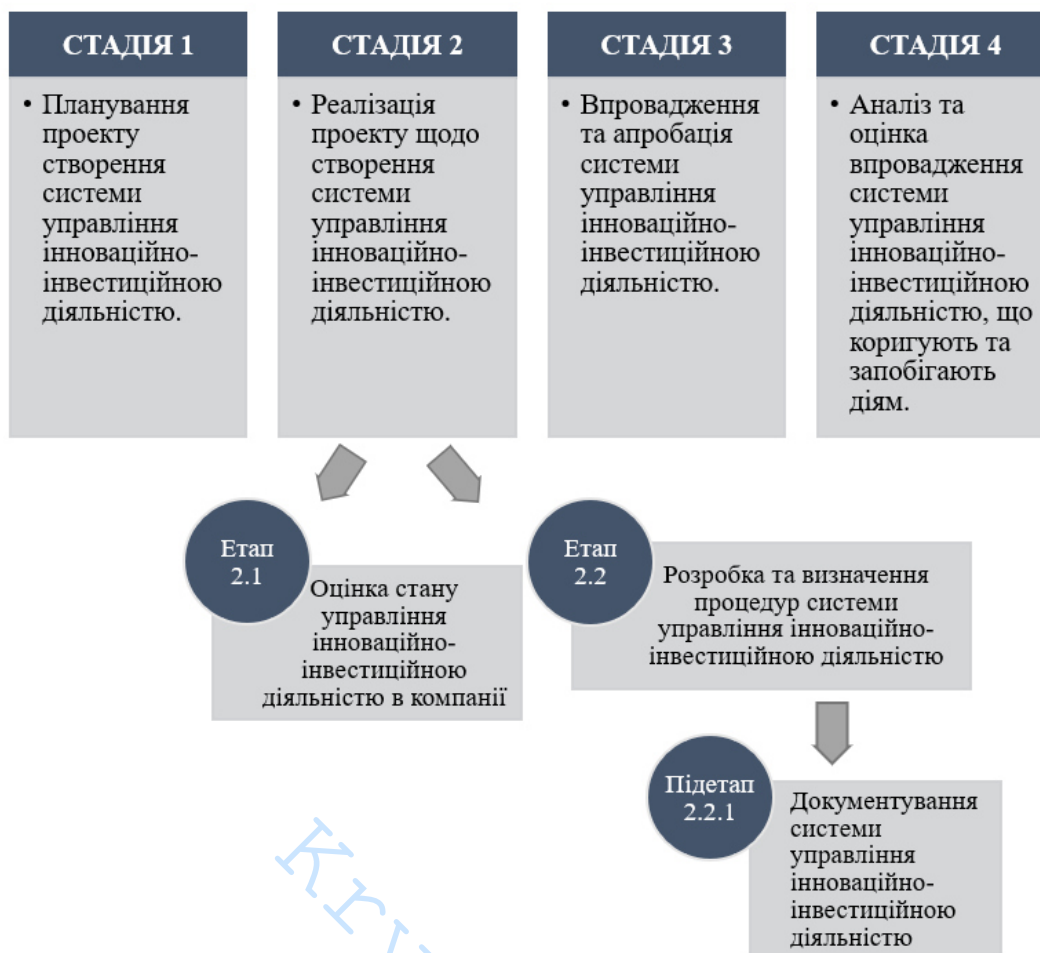 СТАДІЯ 1
• Планування
проекту
створення
системи
управління
інноваційно-
інвестиційною
діяльністю.
СТАДІЯ 2
• Реалізація
проекту щодо
створення
системи
управління
інноваційно-
інвестиційною
діяльністю.
СТАДІЯ 3
• Впровадження
та апробація
системи
управління
інноваційно-
інвестиційною
діяльністю.
СТАДІЯ 4
• Аналіз та
оцінка
впровадження
системи
управління
інноваційно-
інвестиційною
діяльністю, що
коригують та
запобігають
діям.
Етап
2.1
Оцінка стану
управління
інноваційно-
інвестиційною
діяльністю в компанії
Етап
2.2
Розробка та визначення
процедур системи
управління інноваційно-
інвестиційною діяльністю
Підетап
2.2.1
Документування
системи
управління
інноваційно-
інвестиційною
діяльністю